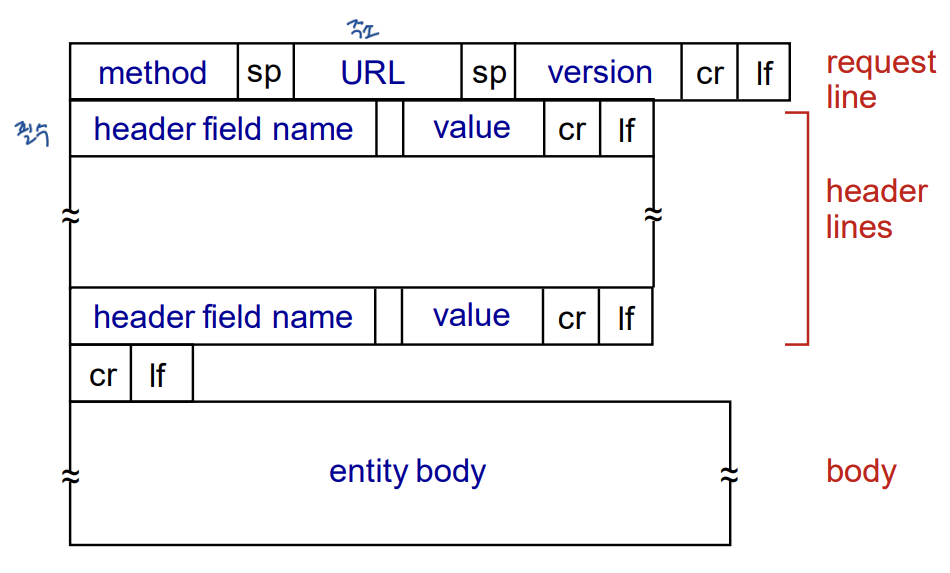 주소
method sp URL sp version cr lf
request
line
필수
header field name value cr lf
header
lines
header field name value cr lf
cr lf
entity body
body